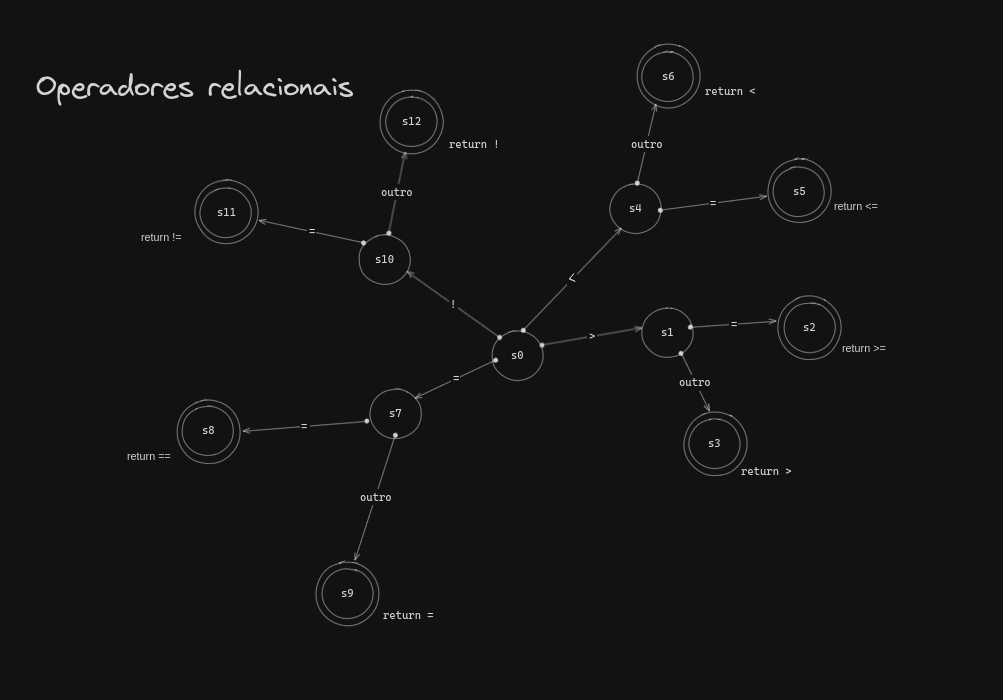 Operadores relacionais
s6
return <
outro
s12
return !
outro
s5
return <=
=
s4
s11
return !=
=
s10
<
!
s0
>
s1
=
s2
return >=
outro
s3
return >
=
s7
=
s8
return ==
outro
s9
return =